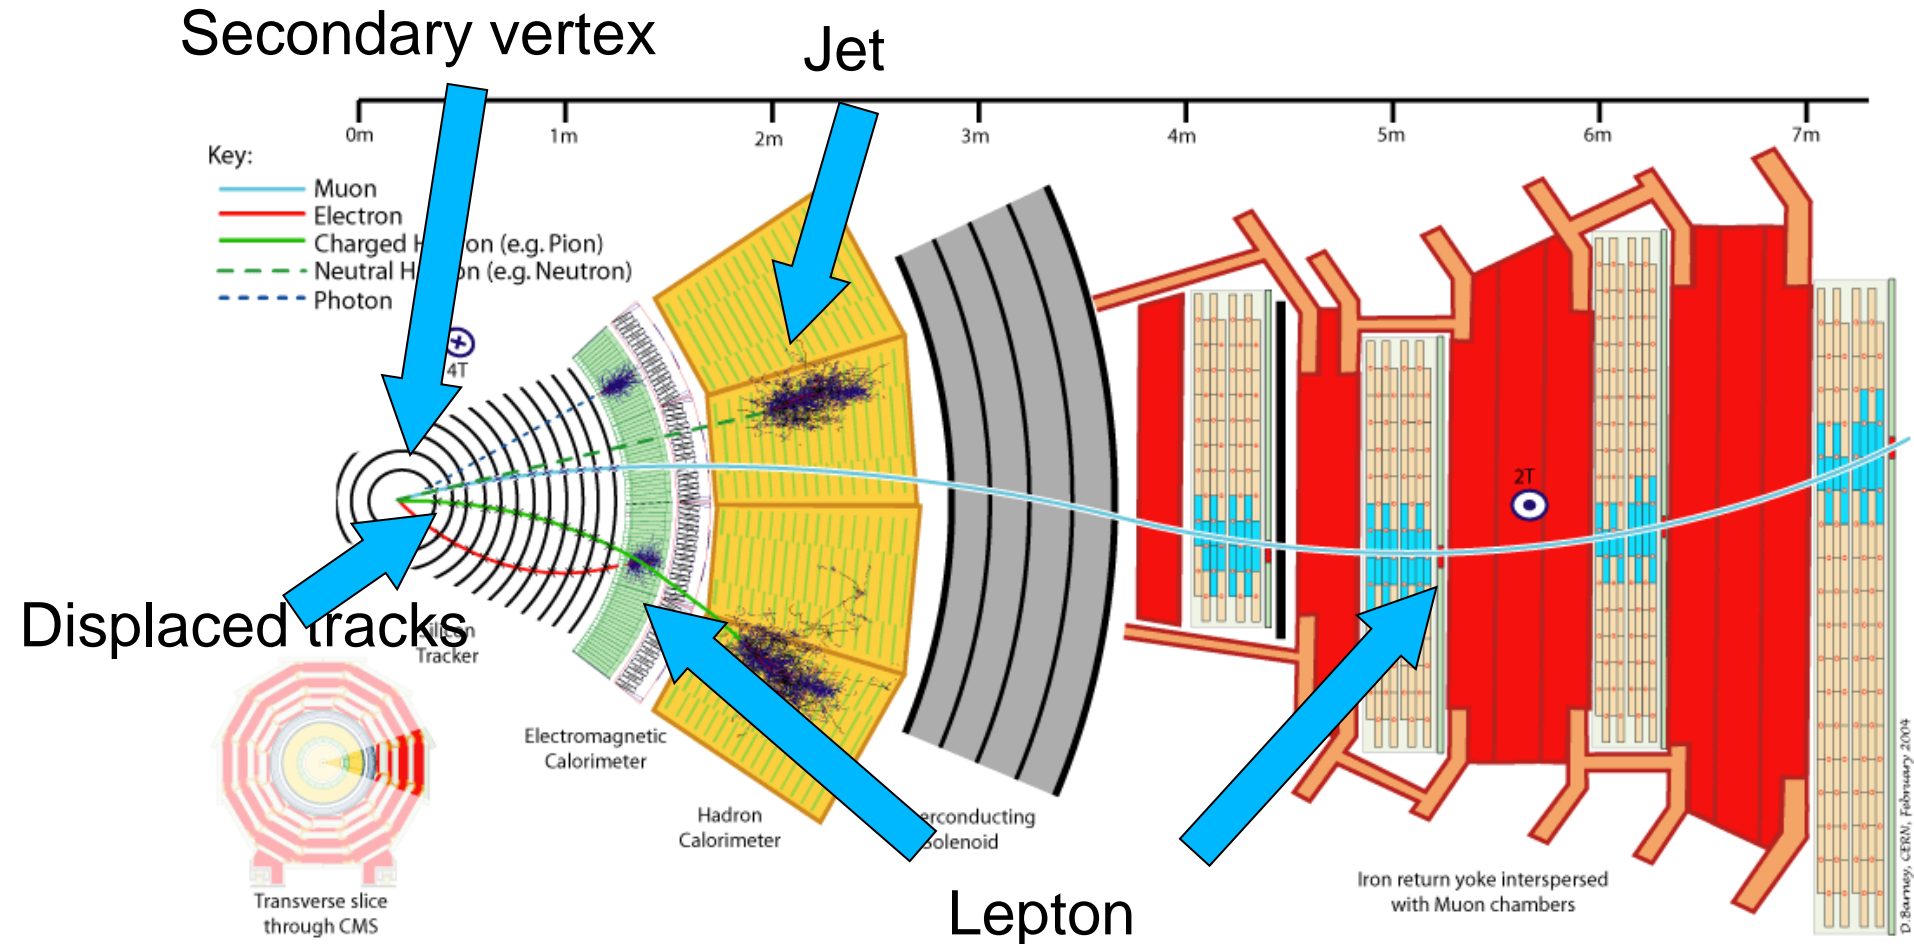 Secondary vertex
Jet
0m 1m 2m 3m 4m 5m 6m 7m
Key:
Muon
Electron
Charged H on (e.g. Pion)
Neutral H on (e.g. Neutron)
Photon
4T
2T
Displaced tracks
Silicon
Tracker
Electromagnetic
Calorimeter
Hadron
Calorimeter
erconducting
Solenoid
Iron return yoke interspersed
with Muon chambers
Transverse slice
through CMS
Lepton
D.Barney, CERN, February 2004